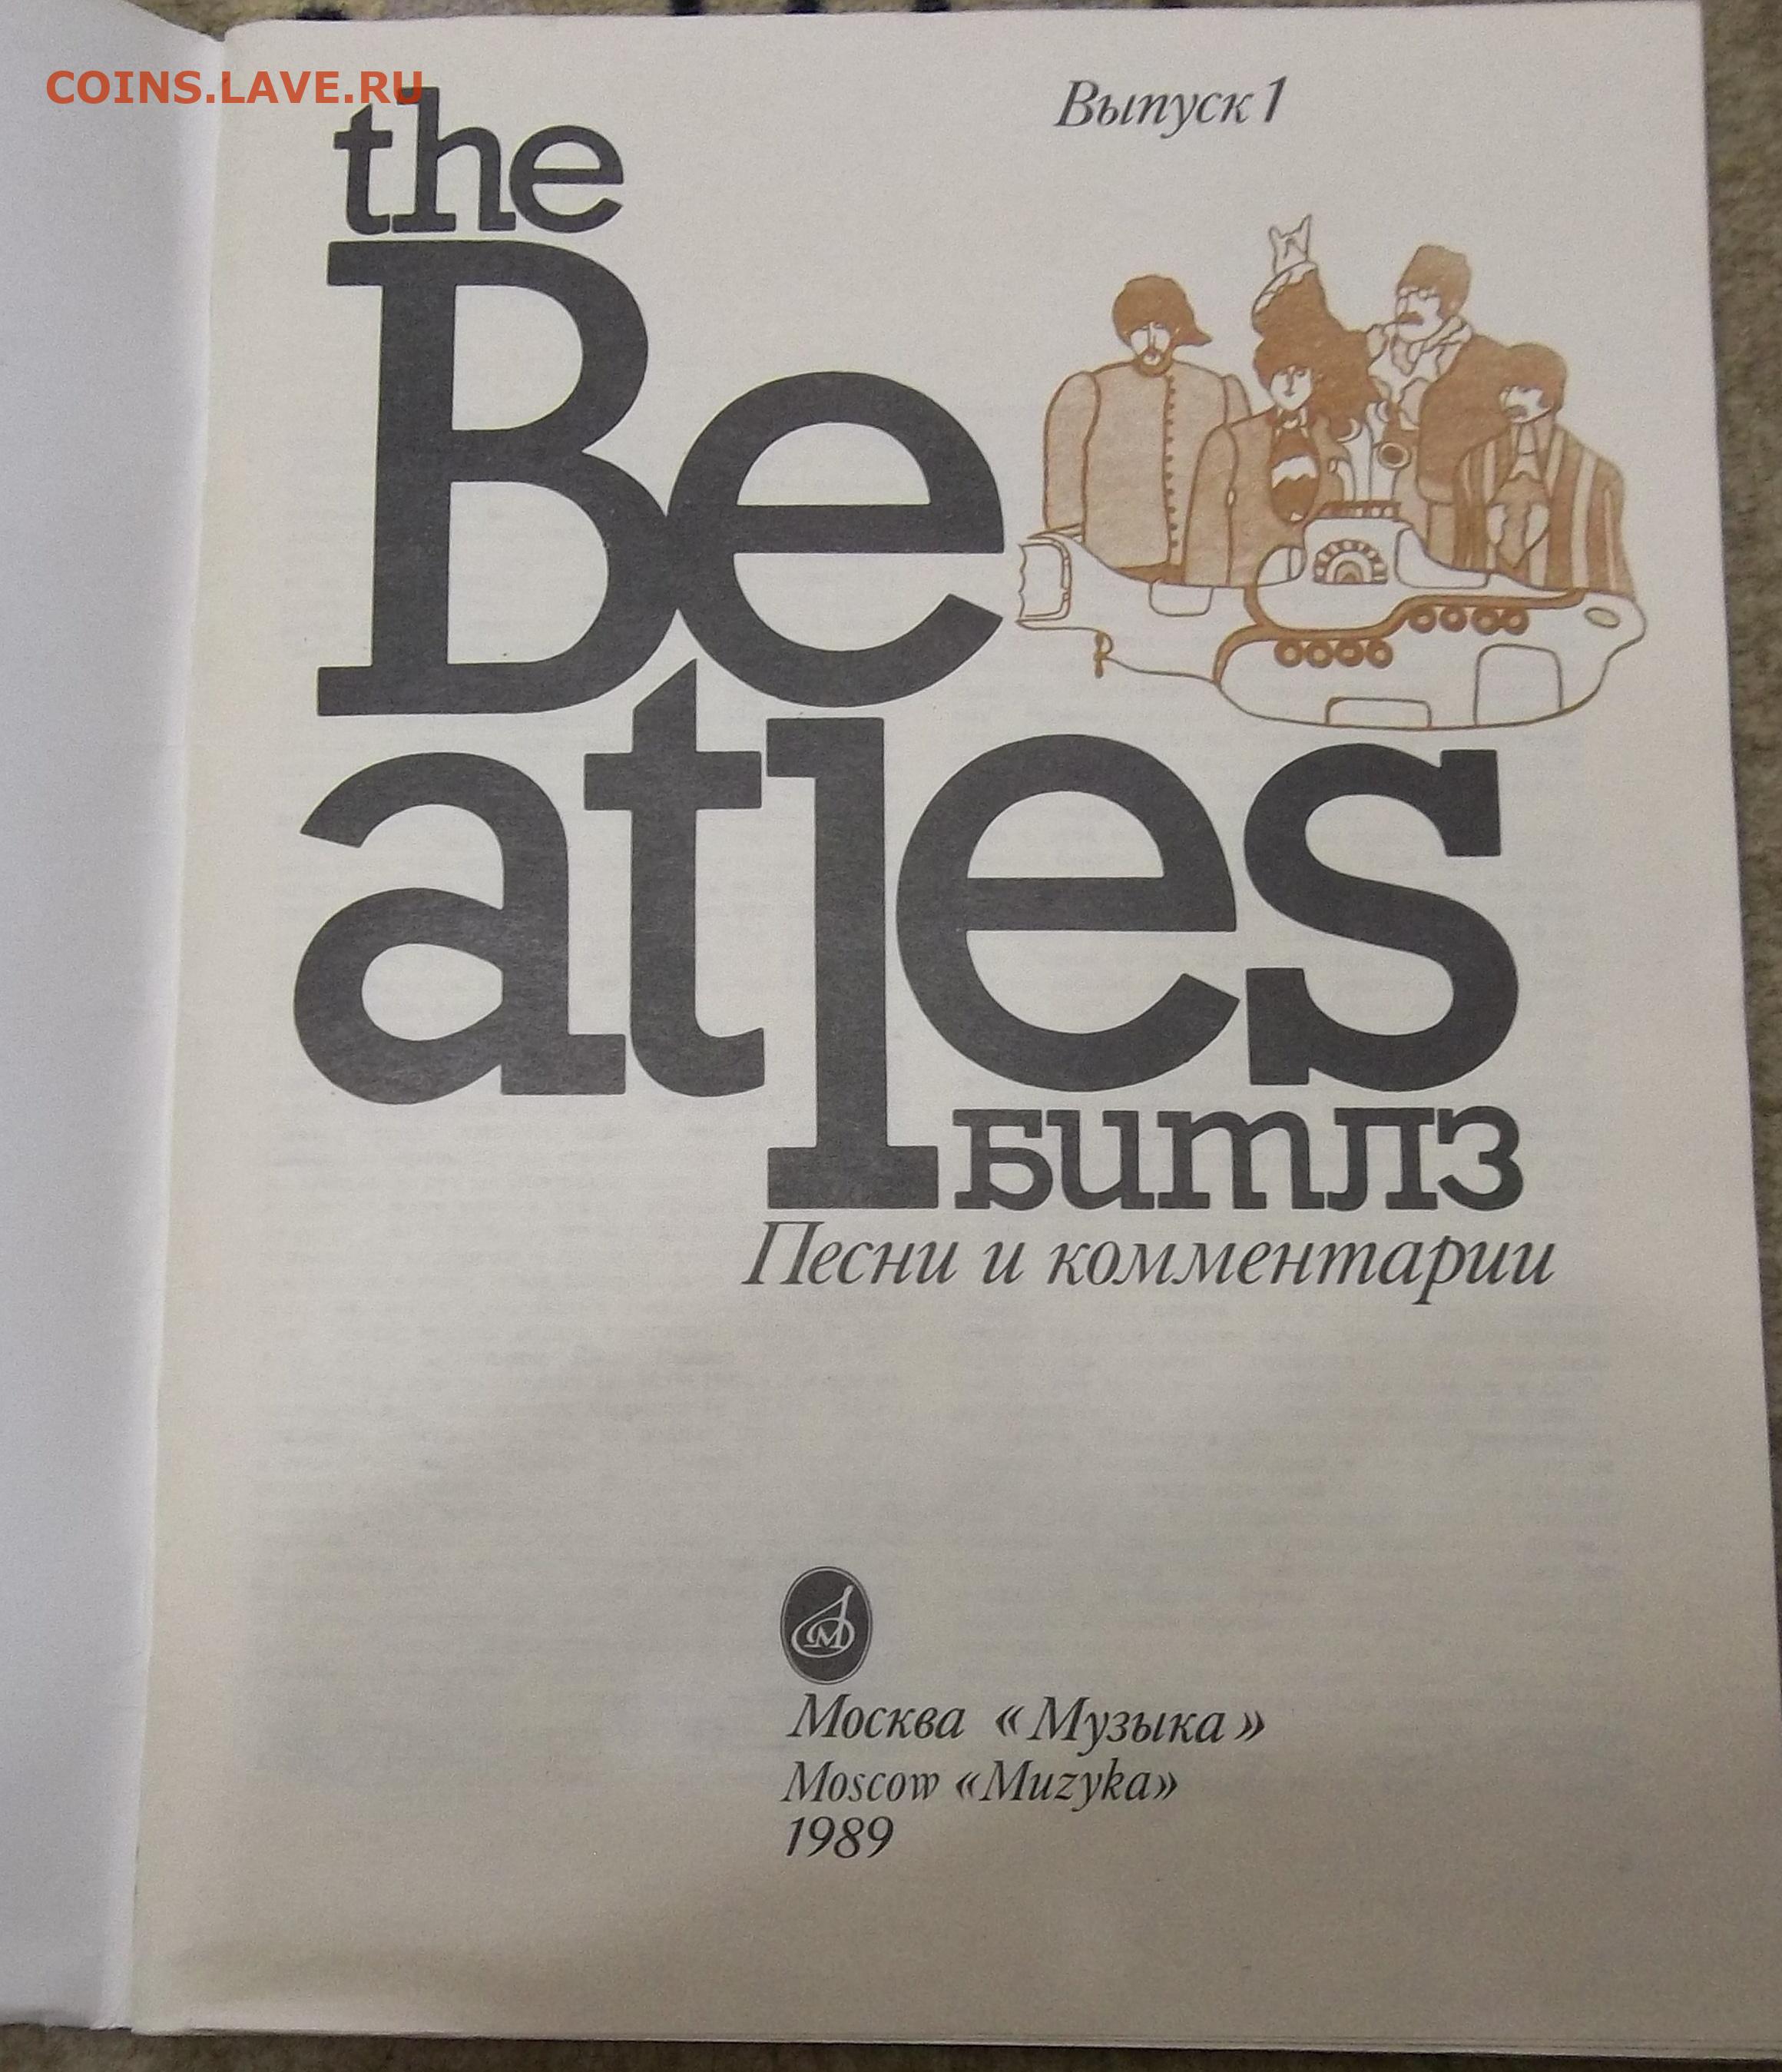 COINS.LAVE.RU
Выпуск 1
the
Be
atles
Битлз
Песни и комментарии
М
Москва «Музыка»
Moscow «Muzyka»
1989